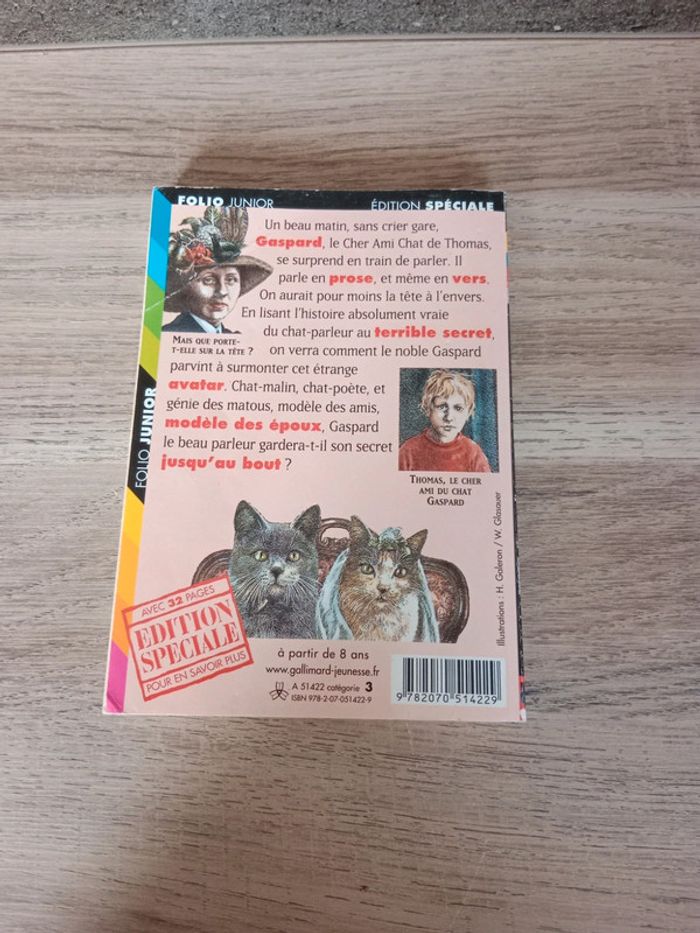 FOLIO JUNIOR ÉDITION SPÉCIALE
Un beau matin, sans crier gare,
Gaspard, le Cher Ami Chat de Thomas,
se surprend en train de parler. Il
parle en prose, et même en vers.
On aurait pour moins la tête à l'envers.
En lisant l'histoire absolument vraie
du chat-parleur au terrible secret,
on verra comment le noble Gaspard
parvint à surmonter cet étrange
avatar. Chat-malin, chat-poète, et
génie des matous, modèle des amis,
modèle des époux, Gaspard
le beau parleur gardera-t-il son secret
jusqu'au bout ?
MAIS QUE PORTE-
T-ELLE SUR LA TÊTE ?
THOMAS, LE CHER
AMI DU CHAT
GASPARD
FOLIO JUNIOR
Illustrations : H. Galeron / W. Glasauer
AVEC 32 PAGES
EDITION
SPÉCIALE
POUR EN SAVOIR PLUS
à partir de 8 ans
www.gallimard-jeunesse.fr
A 51422 catégorie 3
ISBN 978-2-07-051422-9
9 782070 514229